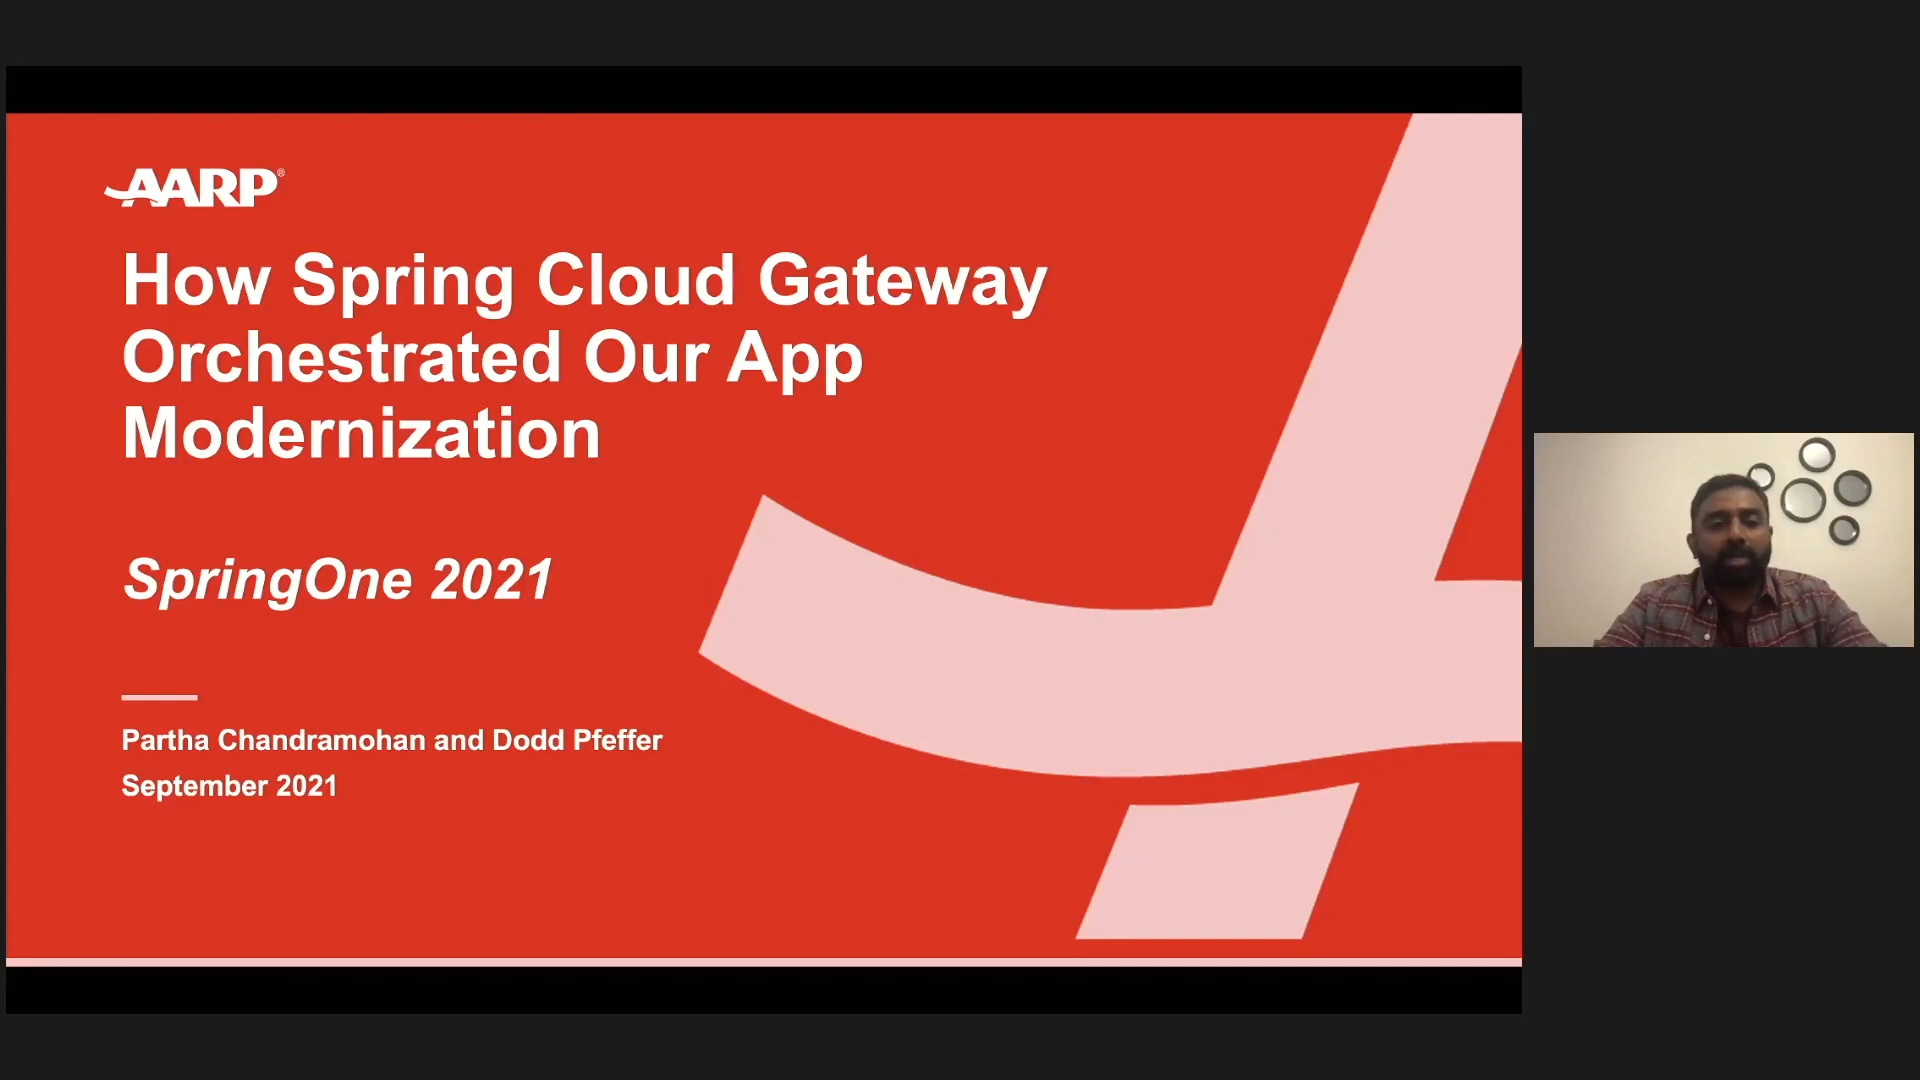 AARP®
How Spring Cloud Gateway
Orchestrated Our App
Modernization
SpringOne 2021
Partha Chandramohan and Dodd Pfeffer
September 2021